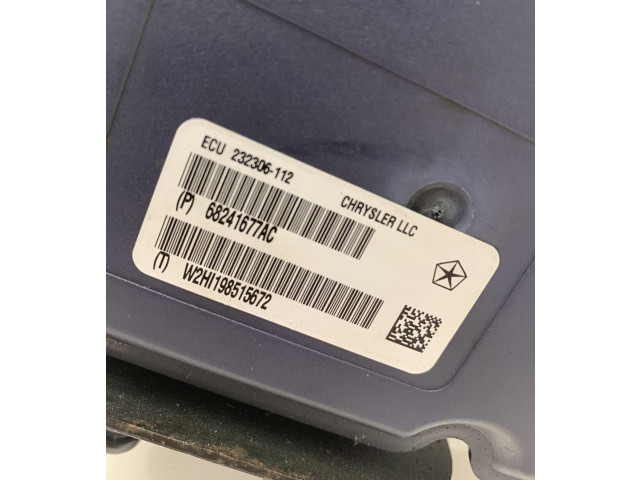 ECU 232306-112
CHRYSLER LLC
(P) 68241677AC
(T) W2HI198515672